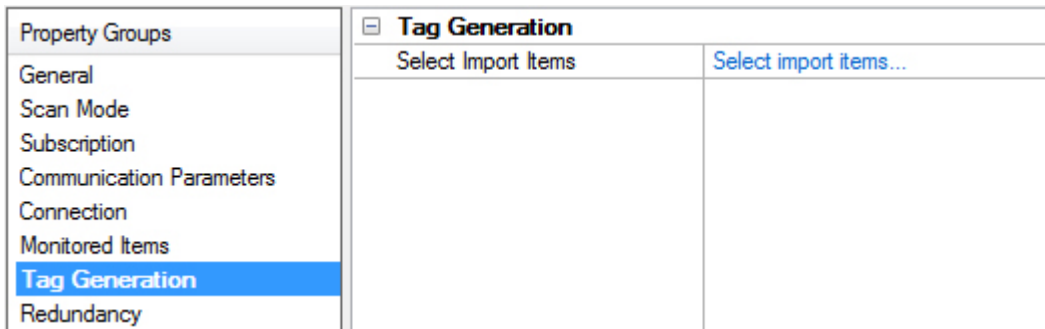 Property Groups
General
Scan Mode
Subscription
Communication Parameters
Connection
Monitored Items
Tag Generation
Redundancy
Tag Generation
Select Import Items Select import items...